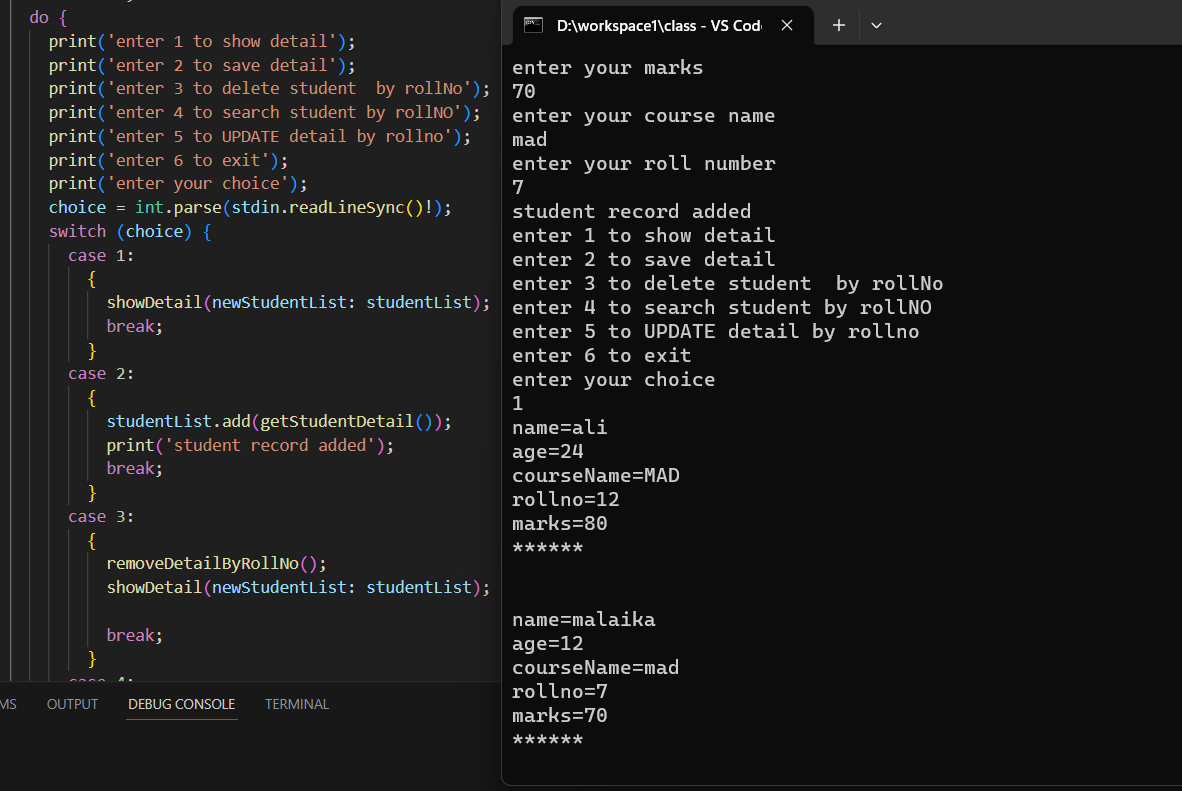 do {
print('enter 1 to show detail');
print('enter 2 to save detail');
print('enter 3 to delete student  by rollNo');
print('enter 4 to search student by rollNO');
print('enter 5 to UPDATE detail by rollno');
print('enter 6 to exit');
print('enter your choice');
choice = int.parse(stdin.readLineSync()!);
switch (choice) {
case 1:
{
showDetail(newStudentList: studentList);
break;
}
case 2:
{
studentList.add(getStudentDetail());
print('student record added');
break;
}
case 3:
{
removeDetailByRollNo();
showDetail(newStudentList: studentList);
break;
}
case 4:
MS OUTPUT DEBUG CONSOLE TERMINAL
D:\workspace1\class - VS Cod
enter your marks
70
enter your course name
mad
enter your roll number
7
student record added
enter 1 to show detail
enter 2 to save detail
enter 3 to delete student  by rollNo
enter 4 to search student by rollNO
enter 5 to UPDATE detail by rollno
enter 6 to exit
enter your choice
1
name=ali
age=24
courseName=MAD
rollno=12
marks=80
******
name=malaika
age=12
courseName=mad
rollno=7
marks=70
******